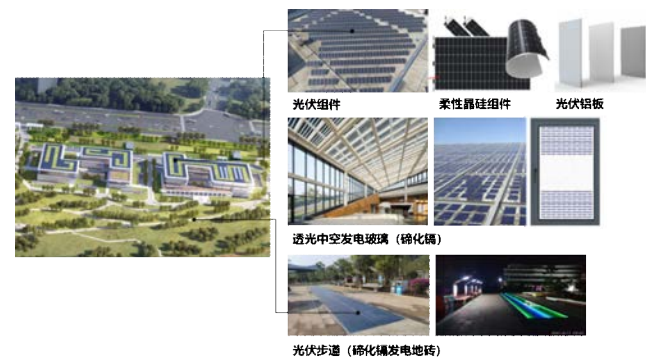 光伏组件
柔性晶硅组件
光伏铝板
透光中空发电玻璃（碲化镉）
光伏步道（碲化镉发电地砖）